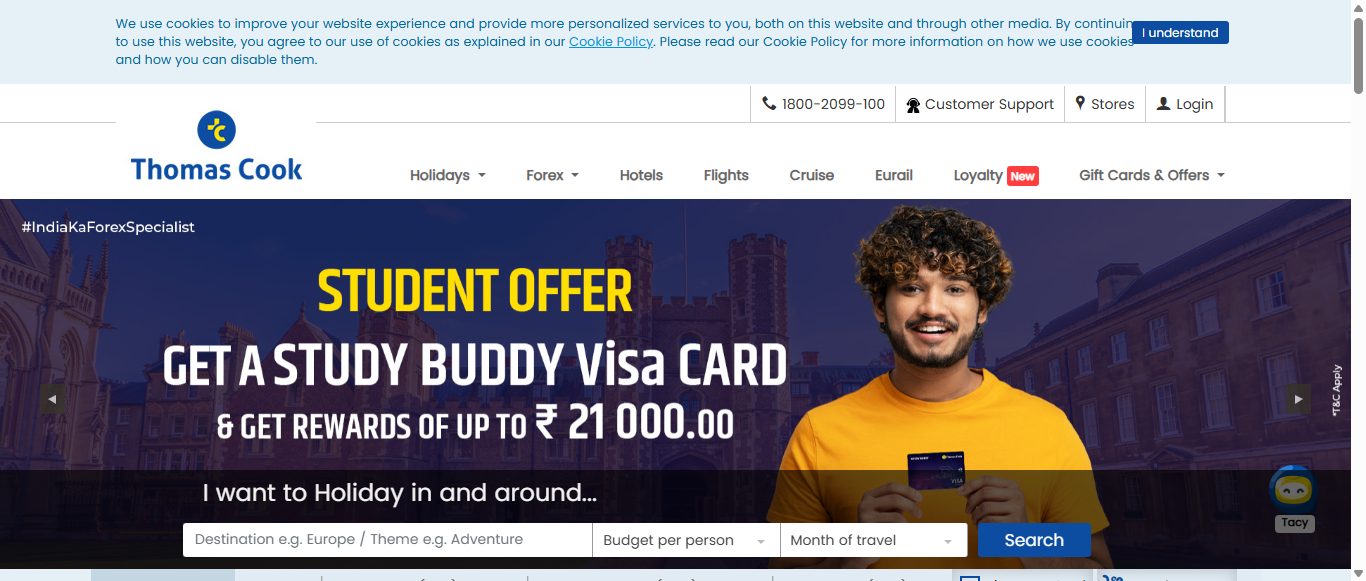 We use cookies to improve your website experience and provide more personalized services to you, both on this website and through other media. By continuin
to use this website, you agree to our use of cookies as explained in our Cookie Policy. Please read our Cookie Policy for more information on how we use cookies
and how you can disable them.
I understand
1800-2099-100
Customer Support
Stores
Login
Thomas Cook
Holidays
Forex
Hotels
Flights
Cruise
Eurail
Loyalty New
Gift Cards & Offers
#IndiaKaForexSpecialist
STUDENT OFFER
GET A STUDY BUDDY Visa CARD
& GET REWARDS OF UP TO ₹ 21 000.00
*T&C Apply
VISA
I want to Holiday in and around...
Tacy
Destination e.g. Europe / Theme e.g. Adventure
Budget per person
Month of travel
Search